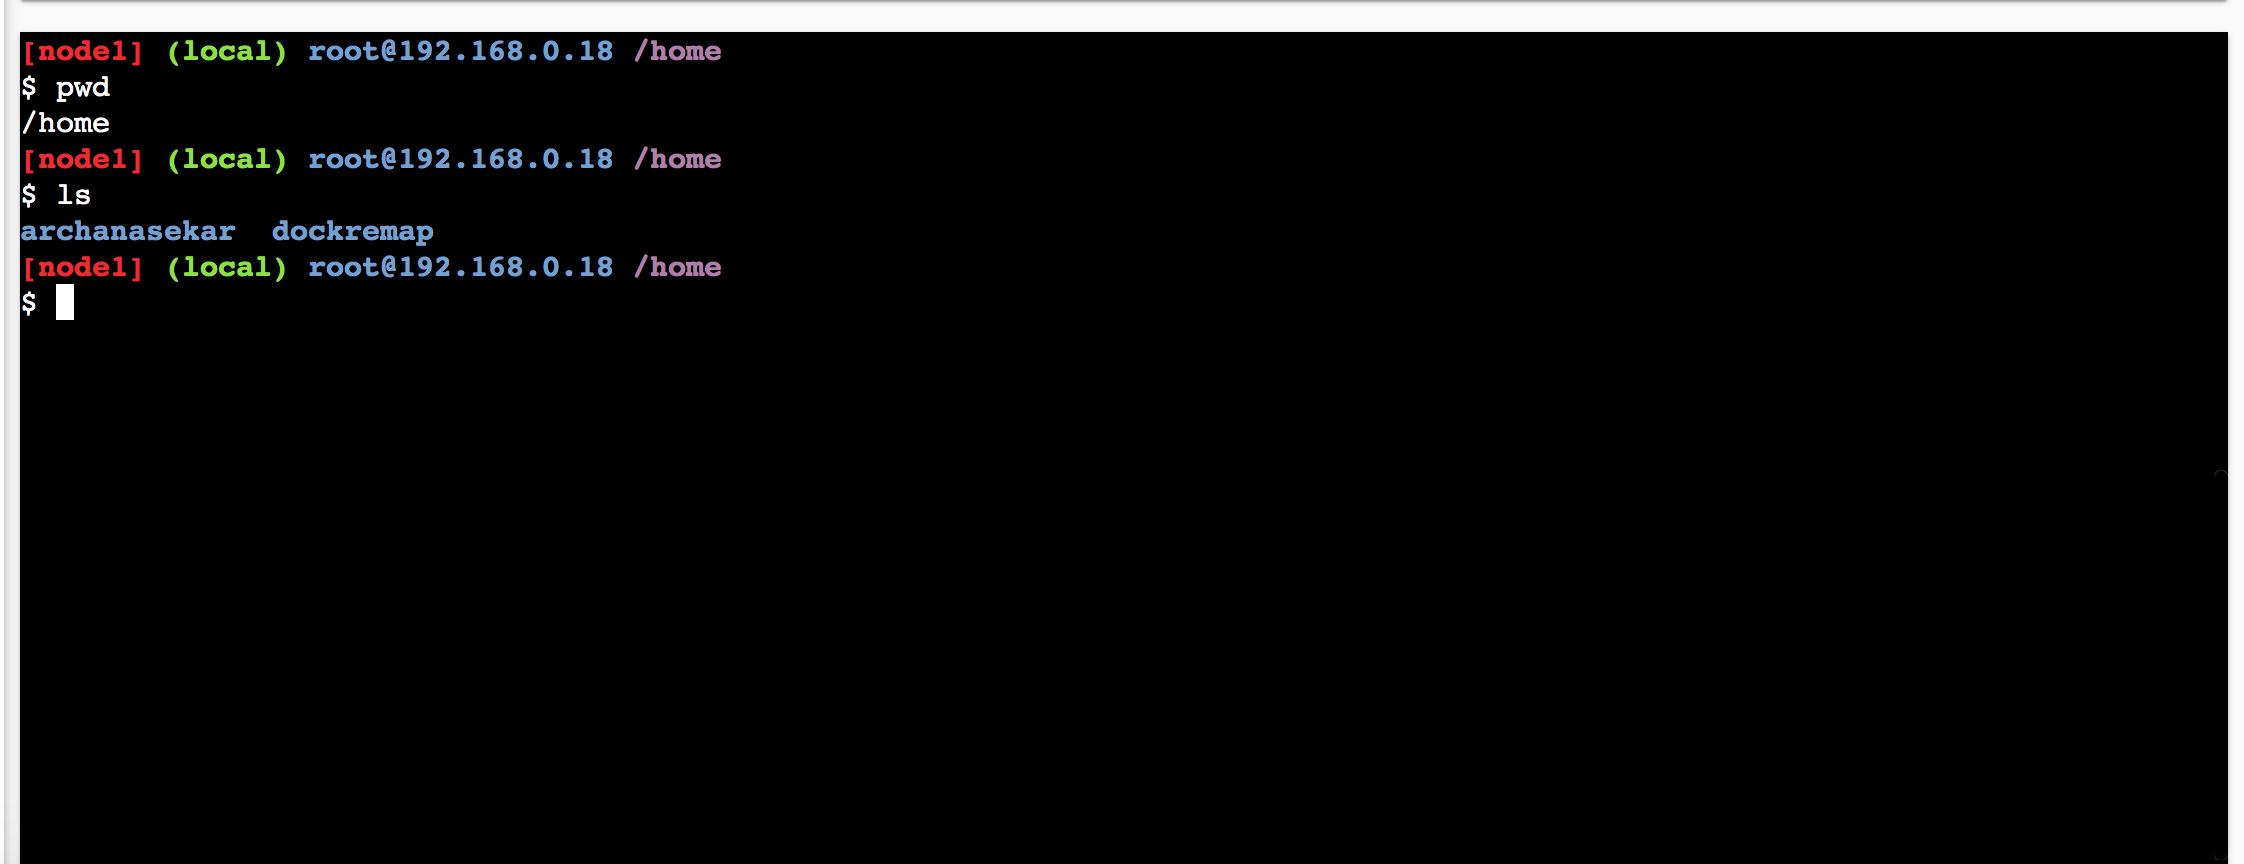 [node1] (local) root@192.168.0.18 /home
$ pwd
/home
[node1] (local) root@192.168.0.18 /home
$ ls
archanasekar  dockremap
[node1] (local) root@192.168.0.18 /home
$